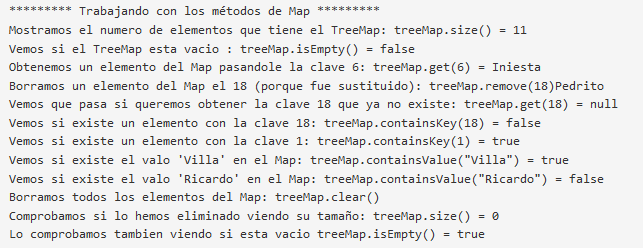 ********* Trabajando con los métodos de Map *********
Mostramos el numero de elementos que tiene el TreeMap: treeMap.size() = 11
Vemos si el TreeMap esta vacio : treeMap.isEmpty() = false
Obtenemos un elemento del Map pasandole la clave 6: treeMap.get(6) = Iniesta
Borramos un elemento del Map el 18 (porque fue sustituido): treeMap.remove(18)Pedrito
Vemos que pasa si queremos obtener la clave 18 que ya no existe: treeMap.get(18) = null
Vemos si existe un elemento con la clave 18: treeMap.containsKey(18) = false
Vemos si existe un elemento con la clave 1: treeMap.containsKey(1) = true
Vemos si existe el valo 'Villa' en el Map: treeMap.containsValue("Villa") = true
Vemos si existe el valo 'Ricardo' en el Map: treeMap.containsValue("Ricardo") = false
Borramos todos los elementos del Map: treeMap.clear()
Comprobamos si lo hemos eliminado viendo su tamaño: treeMap.size() = 0
Lo comprobamos tambien viendo si esta vacio treeMap.isEmpty() = true